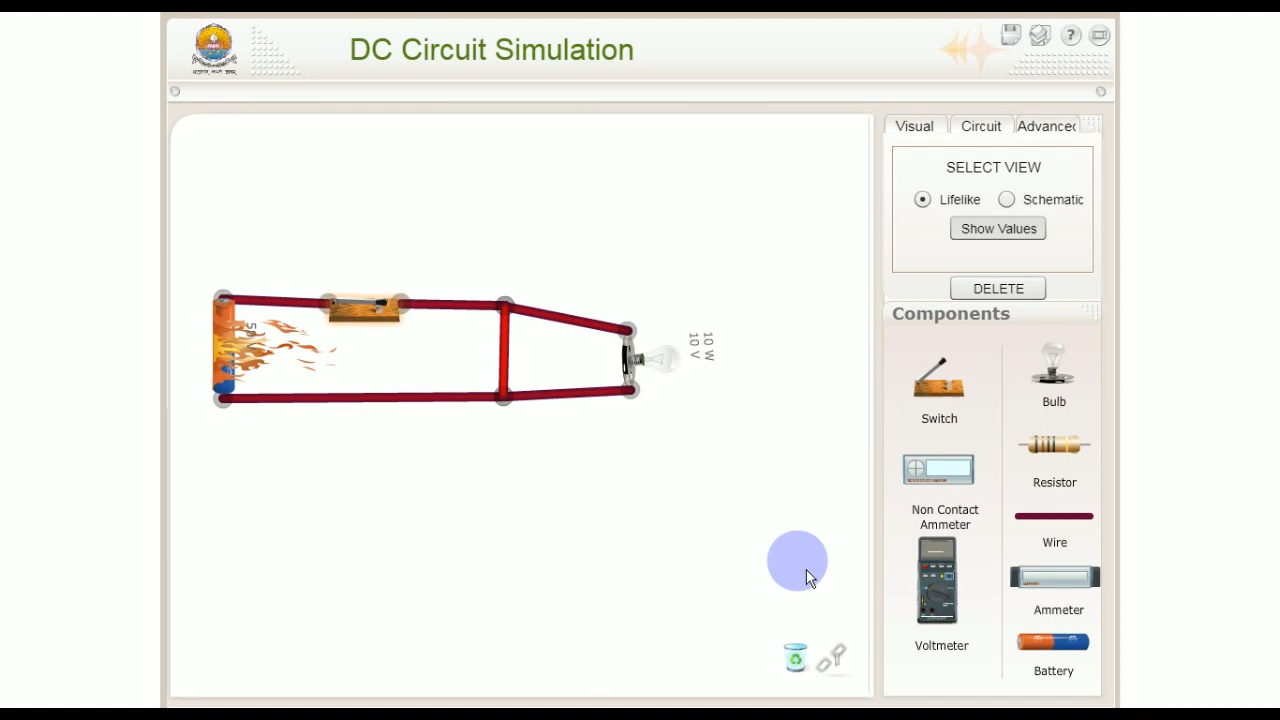 DC Circuit Simulation
?
Visual
Circuit
Advanced
SELECT VIEW
Lifelike
Schematic
Show Values
DELETE
Components
Switch
Bulb
Non Contact
Ammeter
Resistor
Wire
Voltmeter
Ammeter
Battery
10 W
10 V